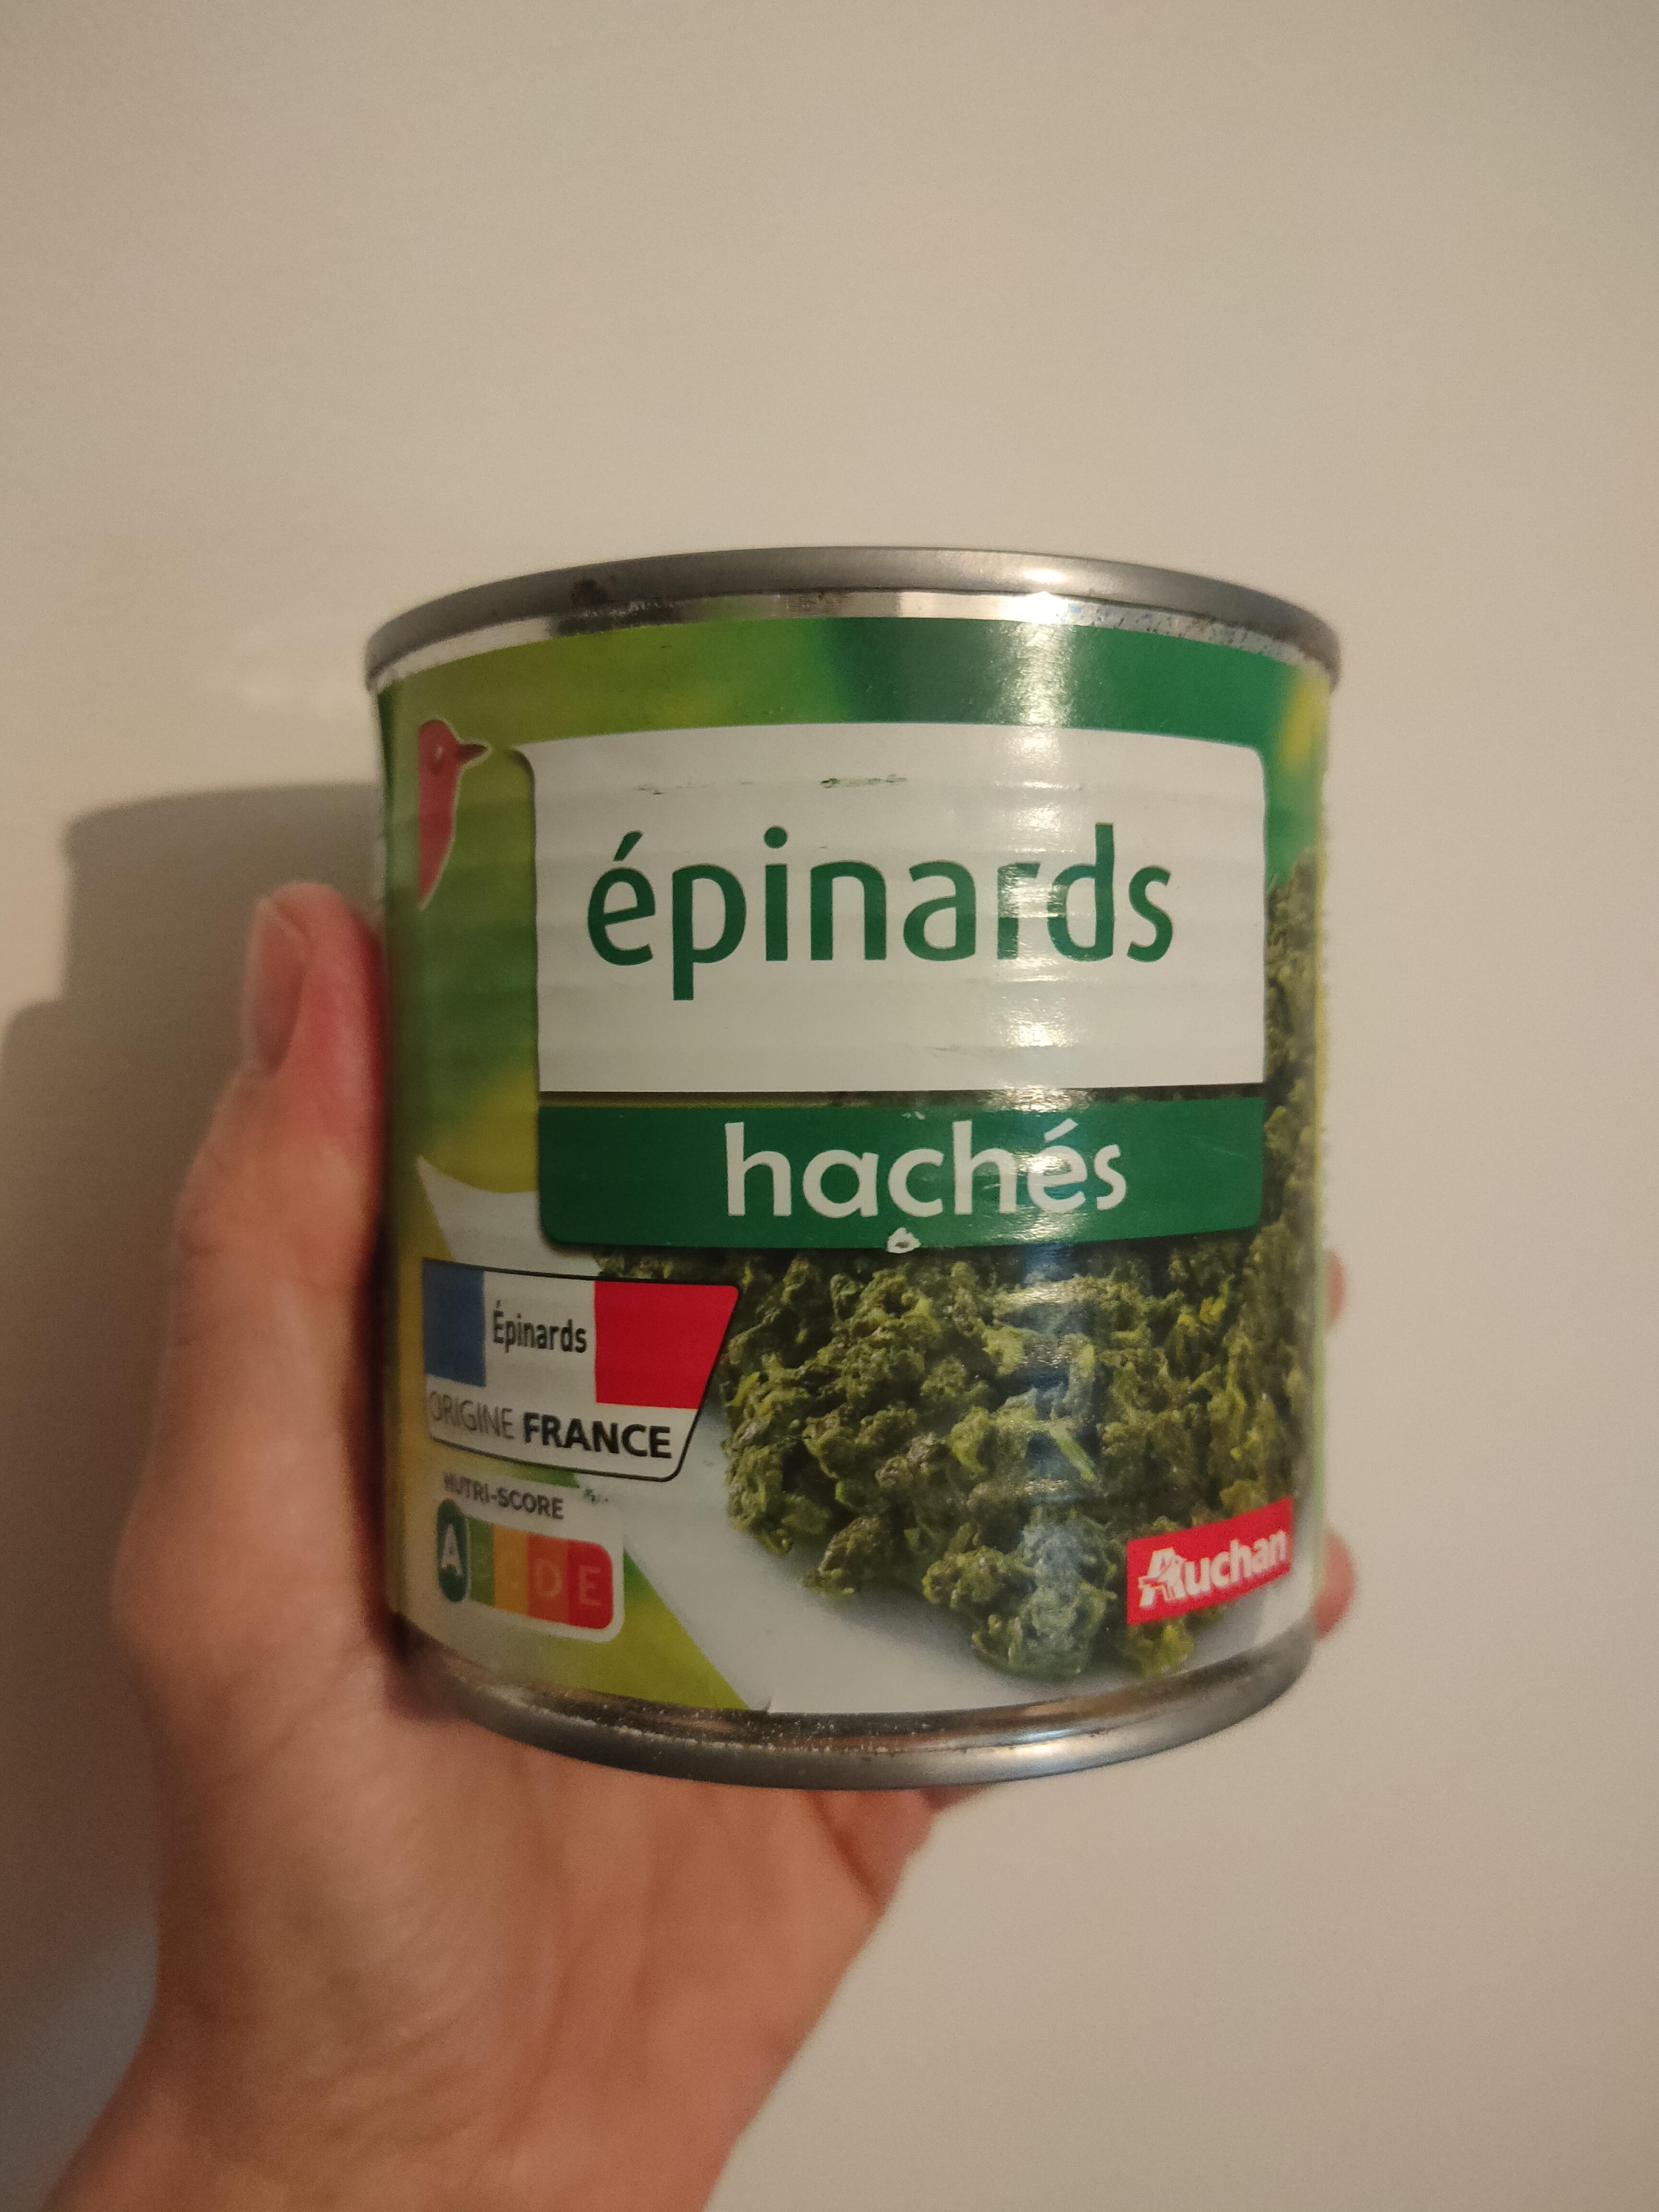 épinards
hachés
Épinards
ORIGINE FRANCE
NUTRI-SCORE
A B C D E
Auchan